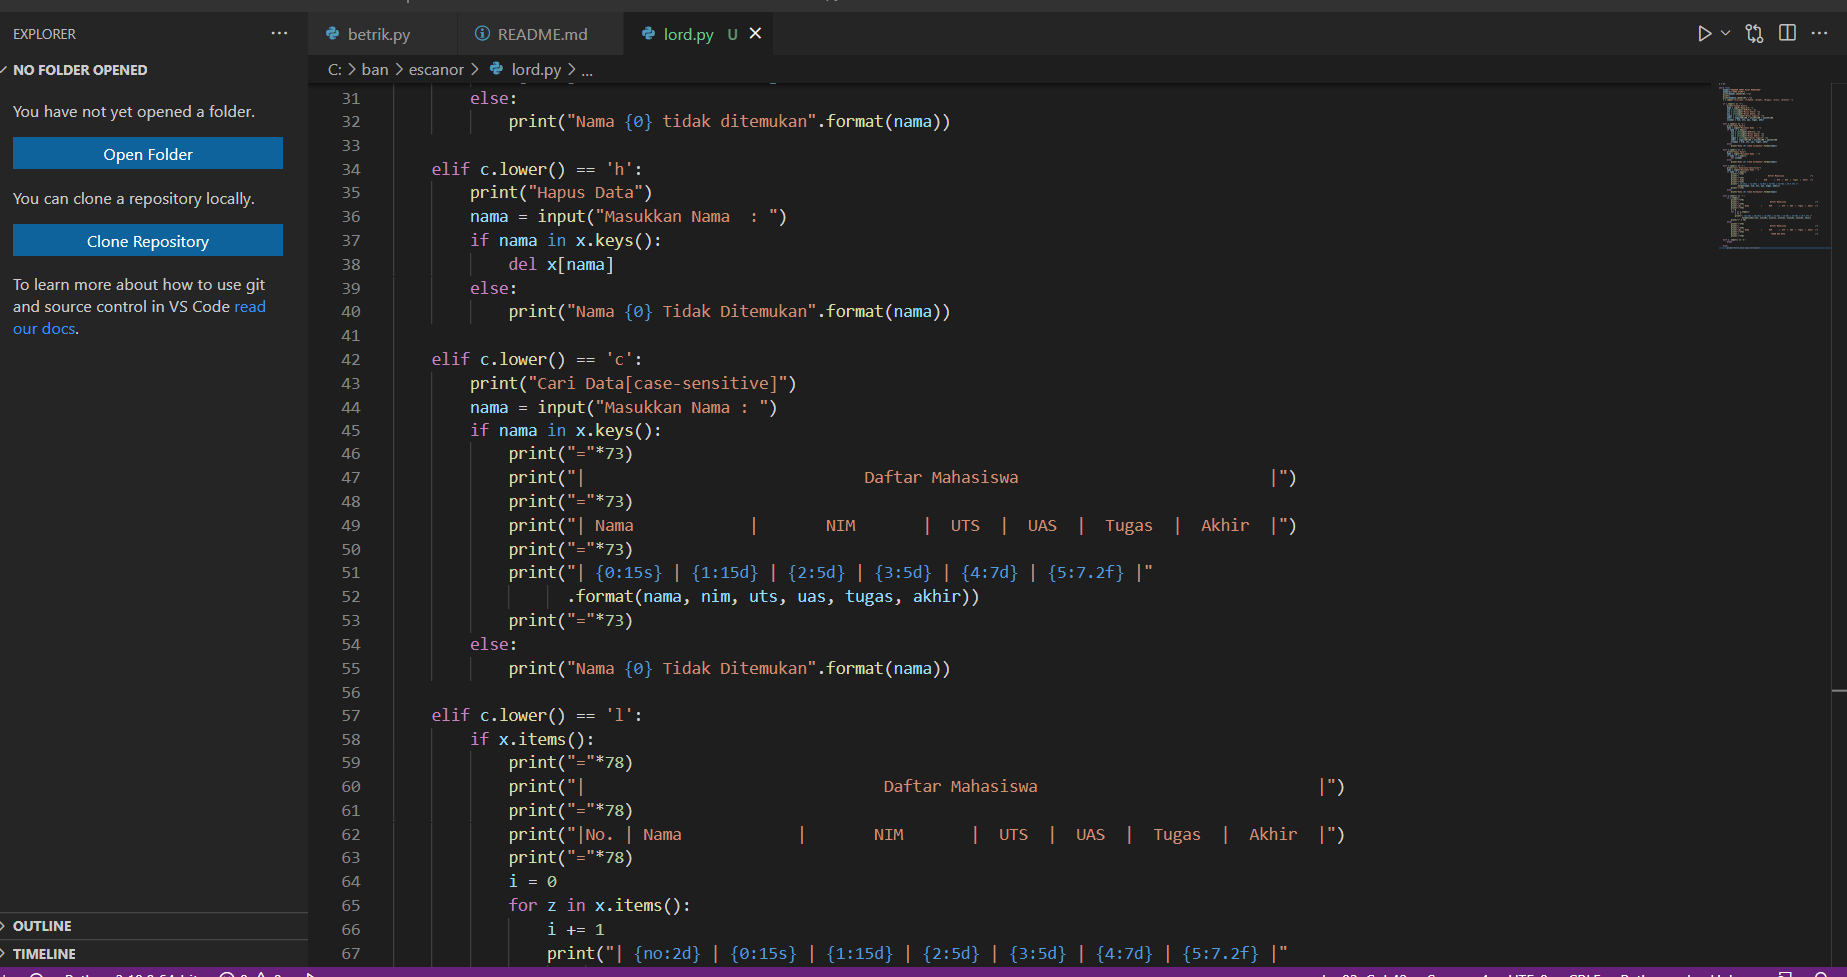 EXPLORER
···
NO FOLDER OPENED
You have not yet opened a folder.
Open Folder
You can clone a repository locally.
Clone Repository
To learn more about how to use git
and source control in VS Code read
our docs.
OUTLINE
TIMELINE
betrik.py
README.md
lord.py U
C: > ban > escanor > lord.py > ...
31 else:
32 print("Nama {0} tidak ditemukan".format(nama))
33
34 elif c.lower() == 'h':
35 print("Hapus Data")
36 nama = input("Masukkan Nama  : ")
37 if nama in x.keys():
38 del x[nama]
39 else:
40 print("Nama {0} Tidak Ditemukan".format(nama))
41
42 elif c.lower() == 'c':
43 print("Cari Data[case-sensitive]")
44 nama = input("Masukkan Nama : ")
45 if nama in x.keys():
46 print("="*73)
47 print("|                             Daftar Mahasiswa                          |")
48 print("="*73)
49 print("| Nama            |       NIM       |  UTS  |  UAS  |  Tugas  |  Akhir  |")
50 print("="*73)
51 print("| {0:15s} | {1:15d} | {2:5d} | {3:5d} | {4:7d} | {5:7.2f} |"
52 .format(nama, nim, uts, uas, tugas, akhir))
53 print("="*73)
54 else:
55 print("Nama {0} Tidak Ditemukan".format(nama))
56
57 elif c.lower() == 'l':
58 if x.items():
59 print("="*78)
60 print("|                               Daftar Mahasiswa                             |")
61 print("="*78)
62 print("|No. | Nama            |       NIM       |  UTS  |  UAS  |  Tugas  |  Akhir  |")
63 print("="*78)
64 i = 0
65 for z in x.items():
66 i += 1
67 print("| {no:2d} | {0:15s} | {1:15d} | {2:5d} | {3:5d} | {4:7d} | {5:7.2f} |"